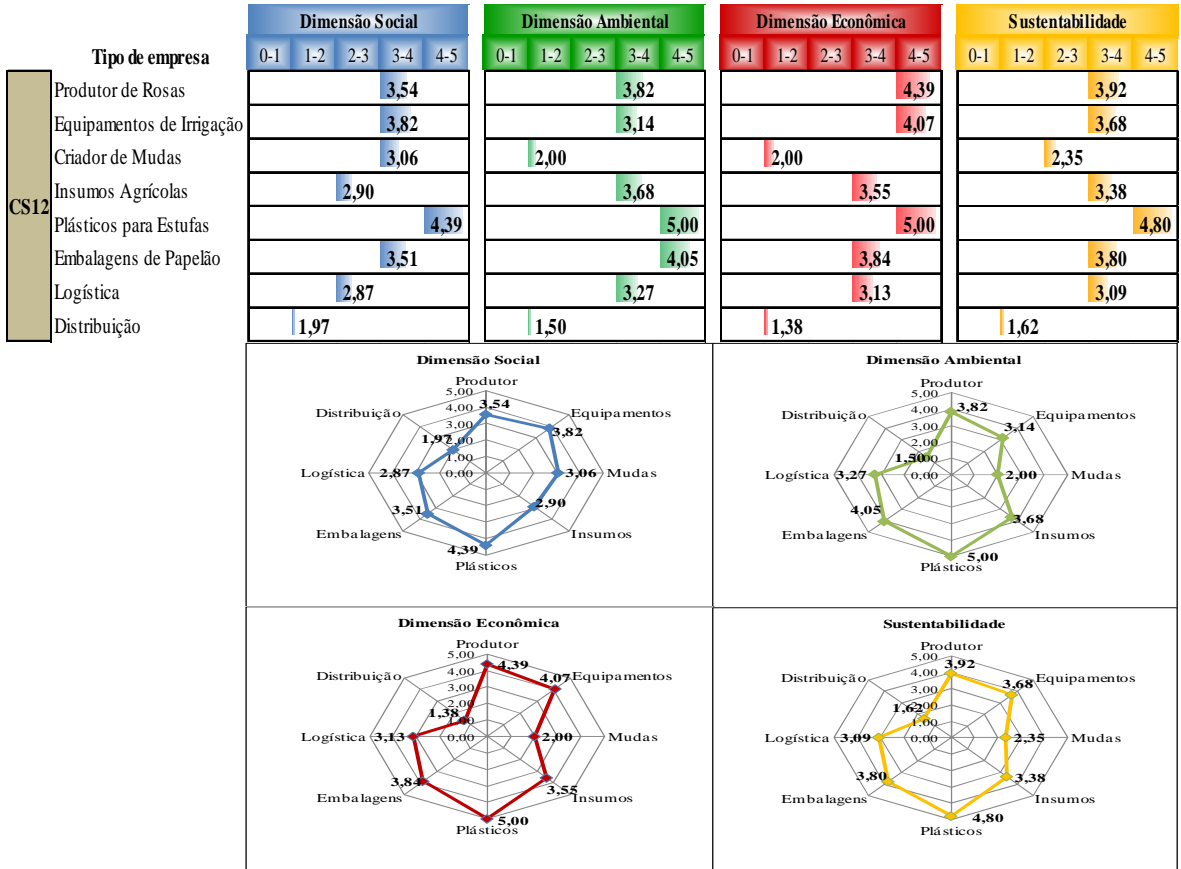 Dimensão Social Dimensão Ambiental Dimensão Econômica Sustentabilidade
Tipo de empresa 0-1 1-2 2-3 3-4 4-5 0-1 1-2 2-3 3-4 4-5 0-1 1-2 2-3 3-4 4-5 0-1 1-2 2-3 3-4 4-5
CS12
Produtor de Rosas 3,54 3,82 4,39 3,92
Equipamentos de Irrigação 3,82 3,14 4,07 3,68
Criador de Mudas 3,06 2,00 2,00 2,35
Insumos Agrícolas 2,90 3,68 3,55 3,38
Plásticos para Estufas 4,39 5,00 5,00 4,80
Embalagens de Papelão 3,51 4,05 3,84 3,80
Logística 2,87 3,27 3,13 3,09
Distribuição 1,97 1,50 1,38 1,62
Dimensão Social
Produtor
5,00
4,00
3,00
2,00
1,00
0,00
3,54
Distribuição
Equipamentos
3,82
1,97
Logística
2,87
3,06
Mudas
2,90
3,51
Embalagens
Insumos
4,39
Plásticos
Dimensão Ambiental
Produtor
5,00
4,00
3,00
2,00
1,00
0,00
3,82
Distribuição
Equipamentos
3,14
1,50
Logística
3,27
2,00
Mudas
4,05
3,68
Embalagens
Insumos
5,00
Plásticos
Dimensão Econômica
Produtor
5,00
4,00
3,00
2,00
1,00
0,00
4,39
Distribuição
4,07
Equipamentos
1,38
Logística
3,13
2,00
Mudas
3,84
3,55
Embalagens
Insumos
5,00
Plásticos
Sustentabilidade
Produtor
5,00
4,00
3,00
2,00
1,00
0,00
3,92
Distribuição
3,68
Equipamentos
1,62
Logística
3,09
2,35
Mudas
3,80
3,38
Embalagens
Insumos
4,80
Plásticos